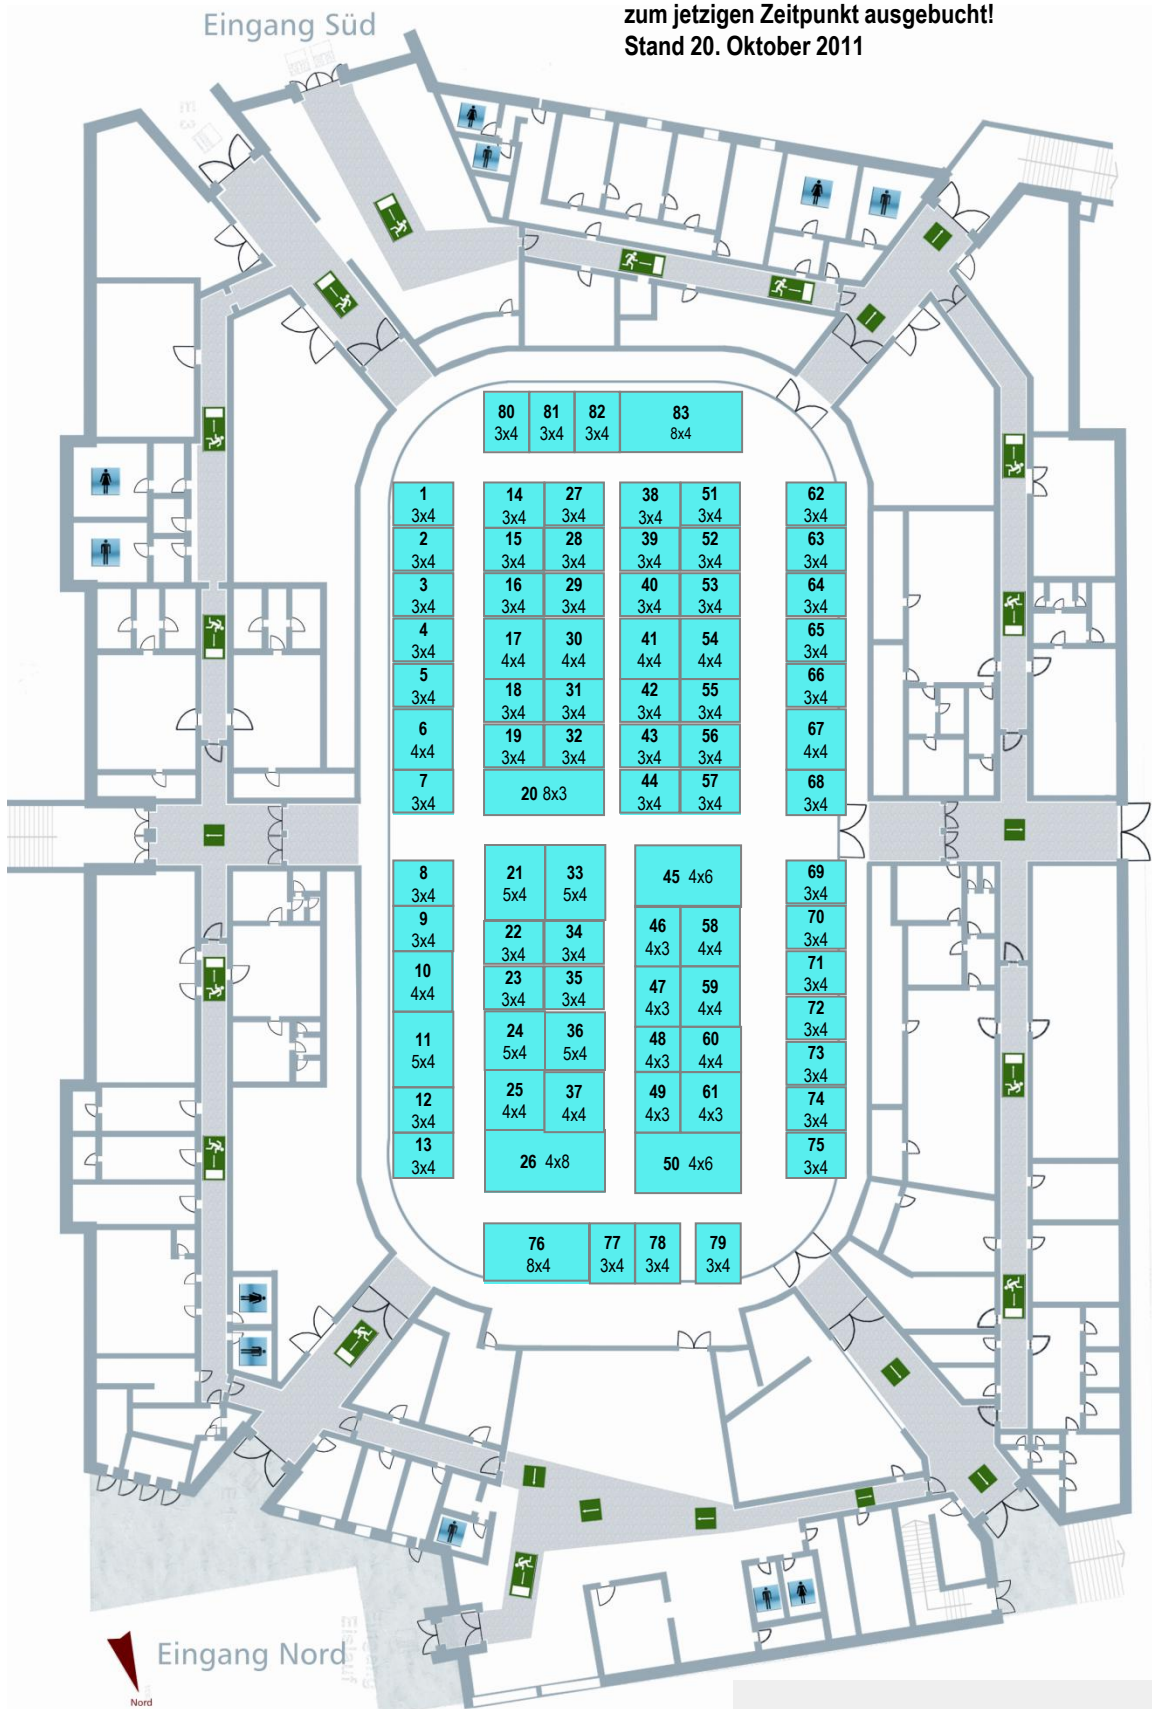 zum jetzigen Zeitpunkt ausgebucht!
Stand 20. Oktober 2011
Eingang Süd
80 81 82 83
3x4 3x4 3x4 8x4
1 14 27 38 51 62
3x4 3x4 3x4 3x4 3x4 3x4
2 15 28 39 52 63
3x4 3x4 3x4 3x4 3x4 3x4
3 16 29 40 53 64
3x4 3x4 3x4 3x4 3x4 3x4
4 17 30 41 54 65
3x4 4x4 4x4 4x4 4x4 3x4
5 18 31 42 55 66
3x4 3x4 3x4 3x4 3x4 3x4
6 19 32 43 56 67
4x4 3x4 3x4 3x4 3x4 4x4
7 20 8x3 44 57 68
3x4 3x4 3x4 3x4
8 21 33 45 4x6 69
3x4 5x4 5x4 3x4
9 22 34 46 58 70
3x4 3x4 3x4 4x3 4x4 3x4
10 23 35 47 59 71
4x4 3x4 3x4 4x3 4x4 3x4
11 24 36 48 60 72
5x4 5x4 5x4 4x3 4x4 3x4
73
3x4
12 25 37 49 61 74
3x4 4x4 4x4 4x3 4x3 3x4
13 26 4x8 50 4x6 75
3x4 3x4
76 77 78 79
8x4 3x4 3x4 3x4
Eingang Nord
Nord